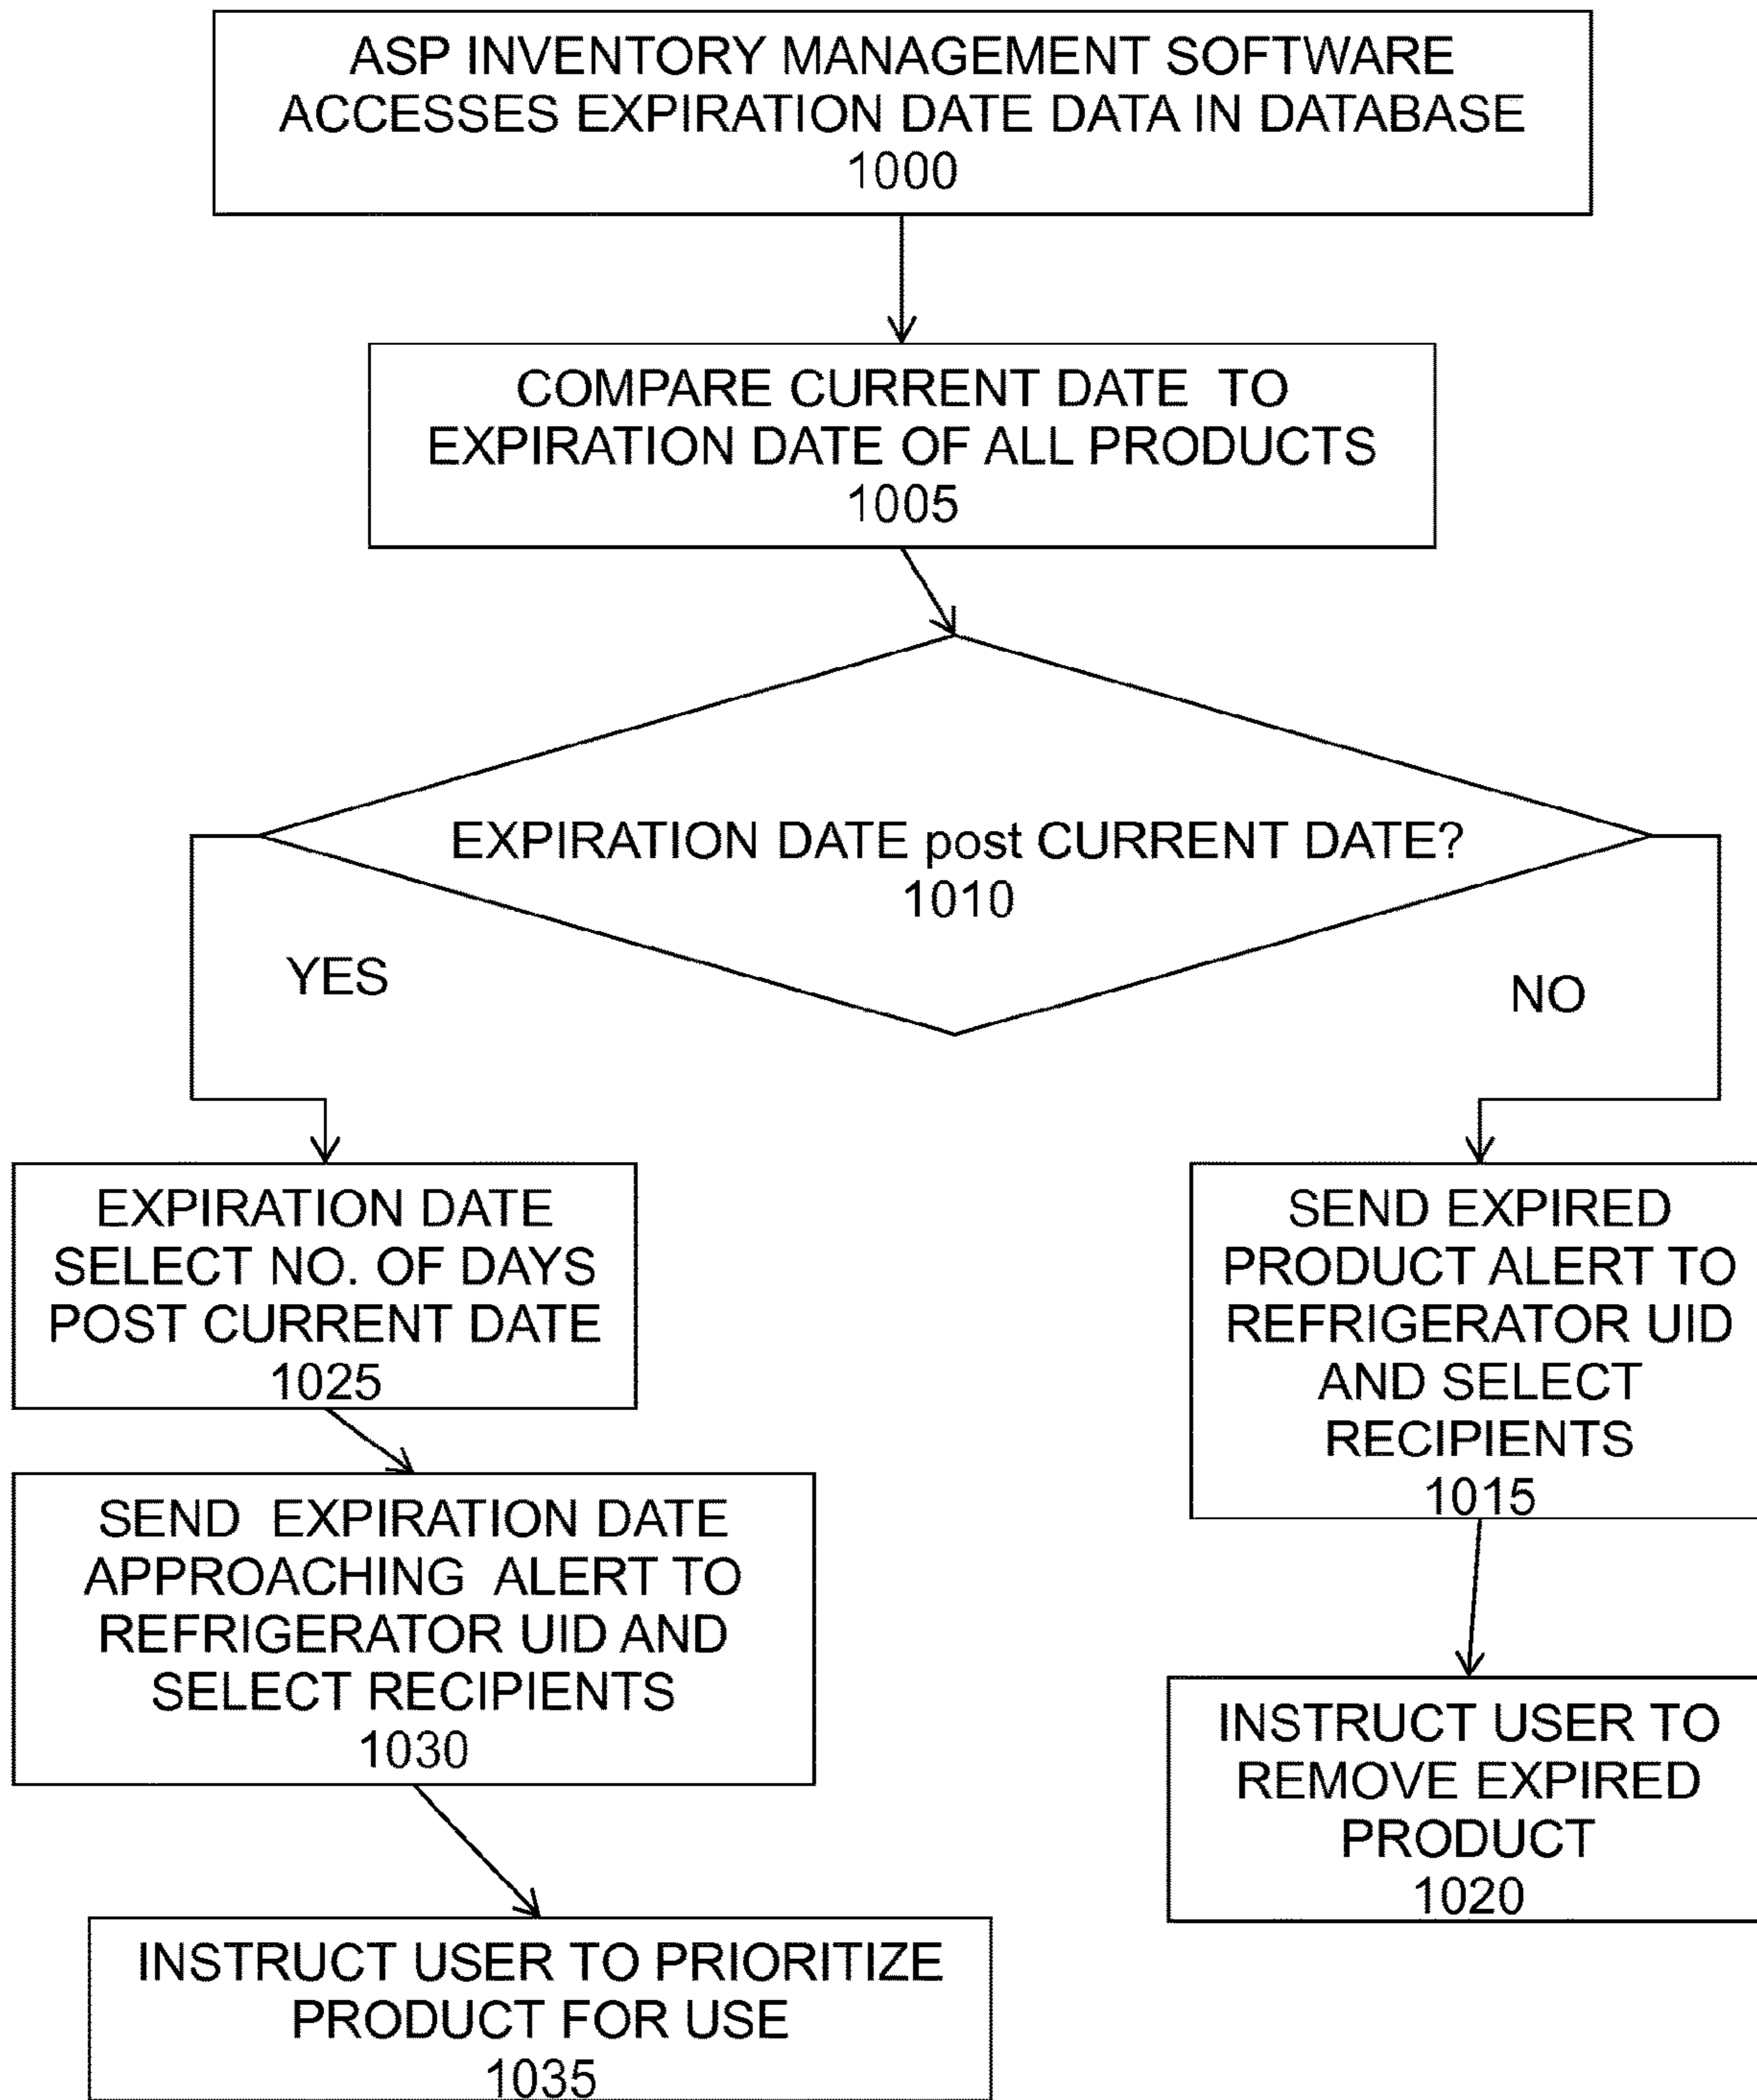 ASP INVENTORY MANAGEMENT SOFTWARE
ACCESSES EXPIRATION DATE DATA IN DATABASE
1000
COMPARE CURRENT DATE TO
EXPIRATION DATE OF ALL PRODUCTS
1005
EXPIRATION DATE post CURRENT DATE?
1010
YES
NO
EXPIRATION DATE
SELECT NO. OF DAYS
POST CURRENT DATE
1025
SEND EXPIRATION DATE
APPROACHING ALERT TO
REFRIGERATOR UID AND
SELECT RECIPIENTS
1030
INSTRUCT USER TO PRIORITIZE
PRODUCT FOR USE
1035
SEND EXPIRED
PRODUCT ALERT TO
REFRIGERATOR UID
AND SELECT
RECIPIENTS
1015
INSTRUCT USER TO
REMOVE EXPIRED
PRODUCT
1020